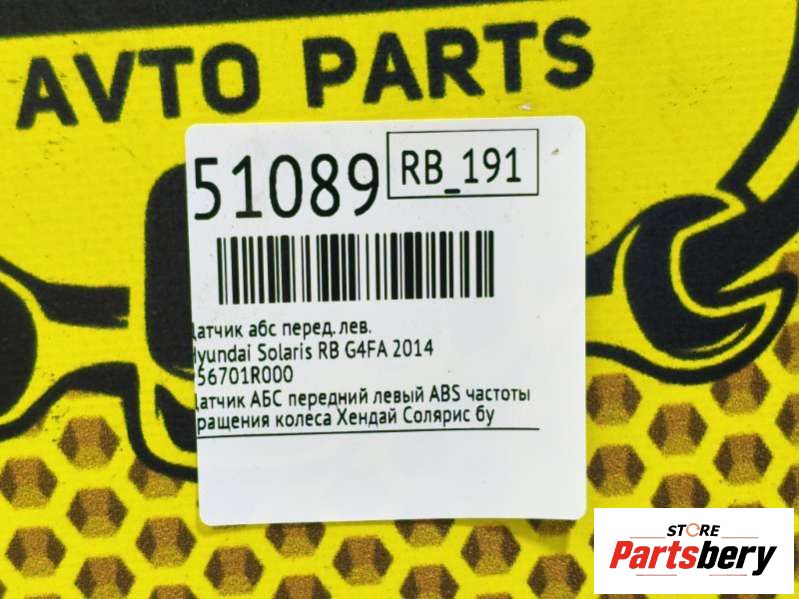 AVTO PARTS
51089
RB_191
атчик абс перед. лев.
yundai Solaris RB G4FA 2014
56701R000
атчик АБС передний левый ABS частоты
ращения колеса Хендай Солярис бу
STORE
Partsbery